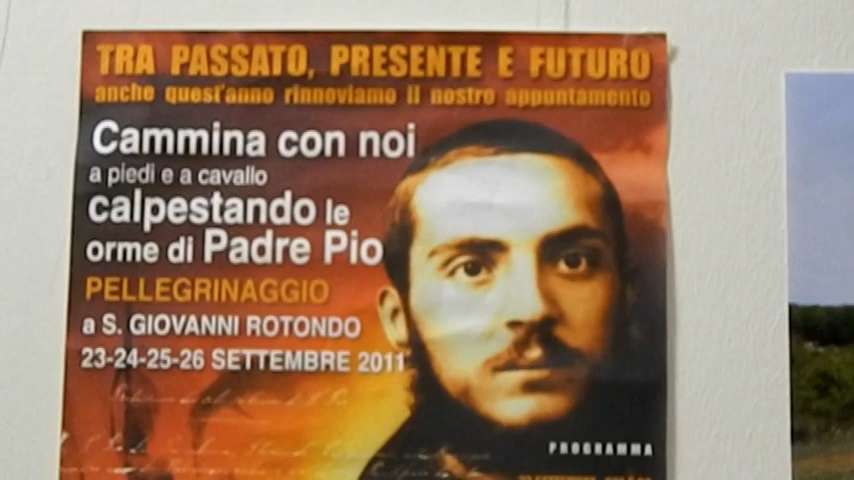 TRA PASSATO, PRESENTE E FUTURO
anche quest'anno rinnoviamo il nostro appuntamento
Cammina con noi
a piedi e a cavallo
calpestando le
orme di Padre Pio
PELLEGRINAGGIO
a S. GIOVANNI ROTONDO
23-24-25-26 SETTEMBRE 2011
PROGRAMMA